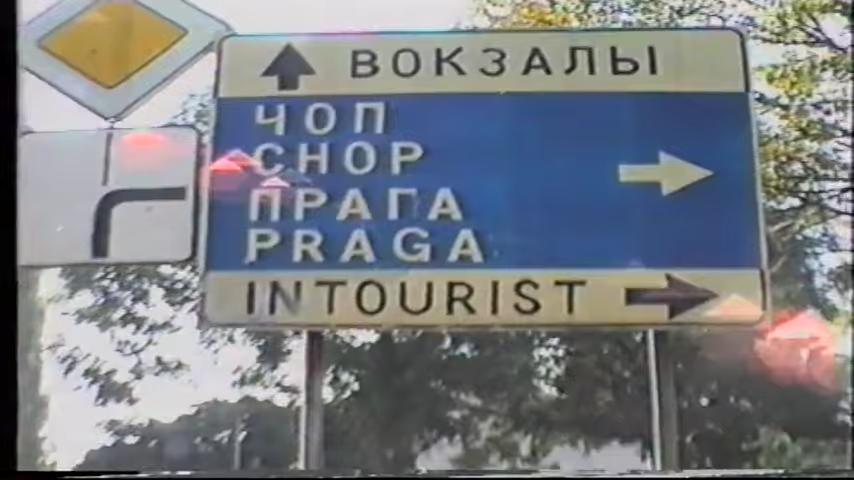 ВОКЗАЛЫ
ЧОП
CHOP
ПРАГА
PRAGA
INTOURIST